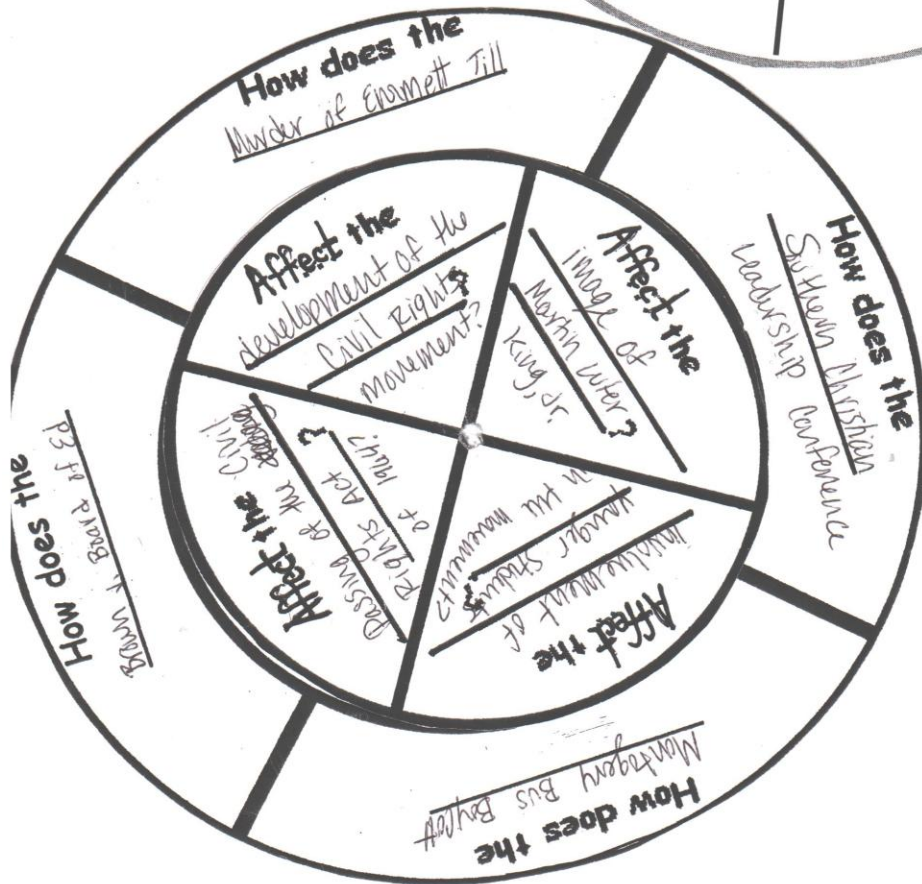 How does the
Murder of Emmett Till
How does the
Southern Christian
Leadership Conference
How does the
Montogery Bus Boycott
How does the
Brown v. Board of Ed
Affect the
development of the
Civil Rights
movement?
Affect the
image of
Martin Luter
King, Jr. ?
Affect the
involvement of
younger students
in the movement?
Affect the
Passing of the Civil
Rights Act
of 1964?
?